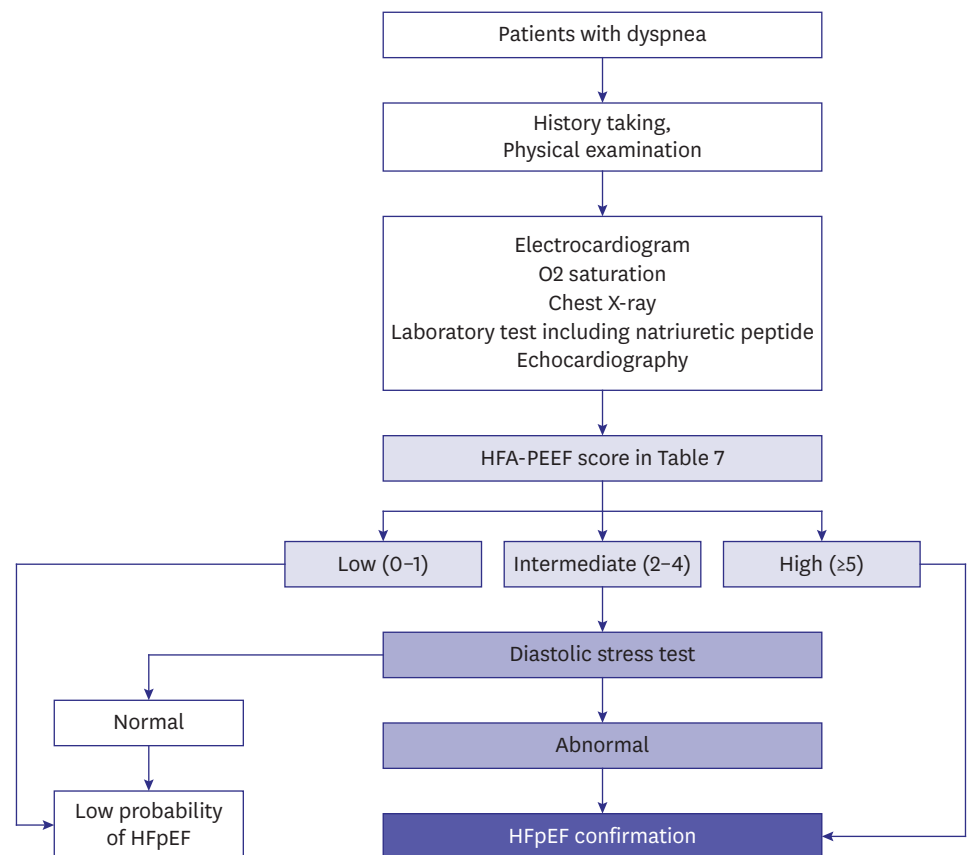 Patients with dyspnea
History taking,
Physical examination
Electrocardiogram
O2 saturation
Chest X-ray
Laboratory test including natriuretic peptide
Echocardiography
HFA-PEEF score in Table 7
Low (0–1)
Intermediate (2–4)
High (≥5)
Diastolic stress test
Normal
Abnormal
Low probability
of HFpEF
HFpEF confirmation